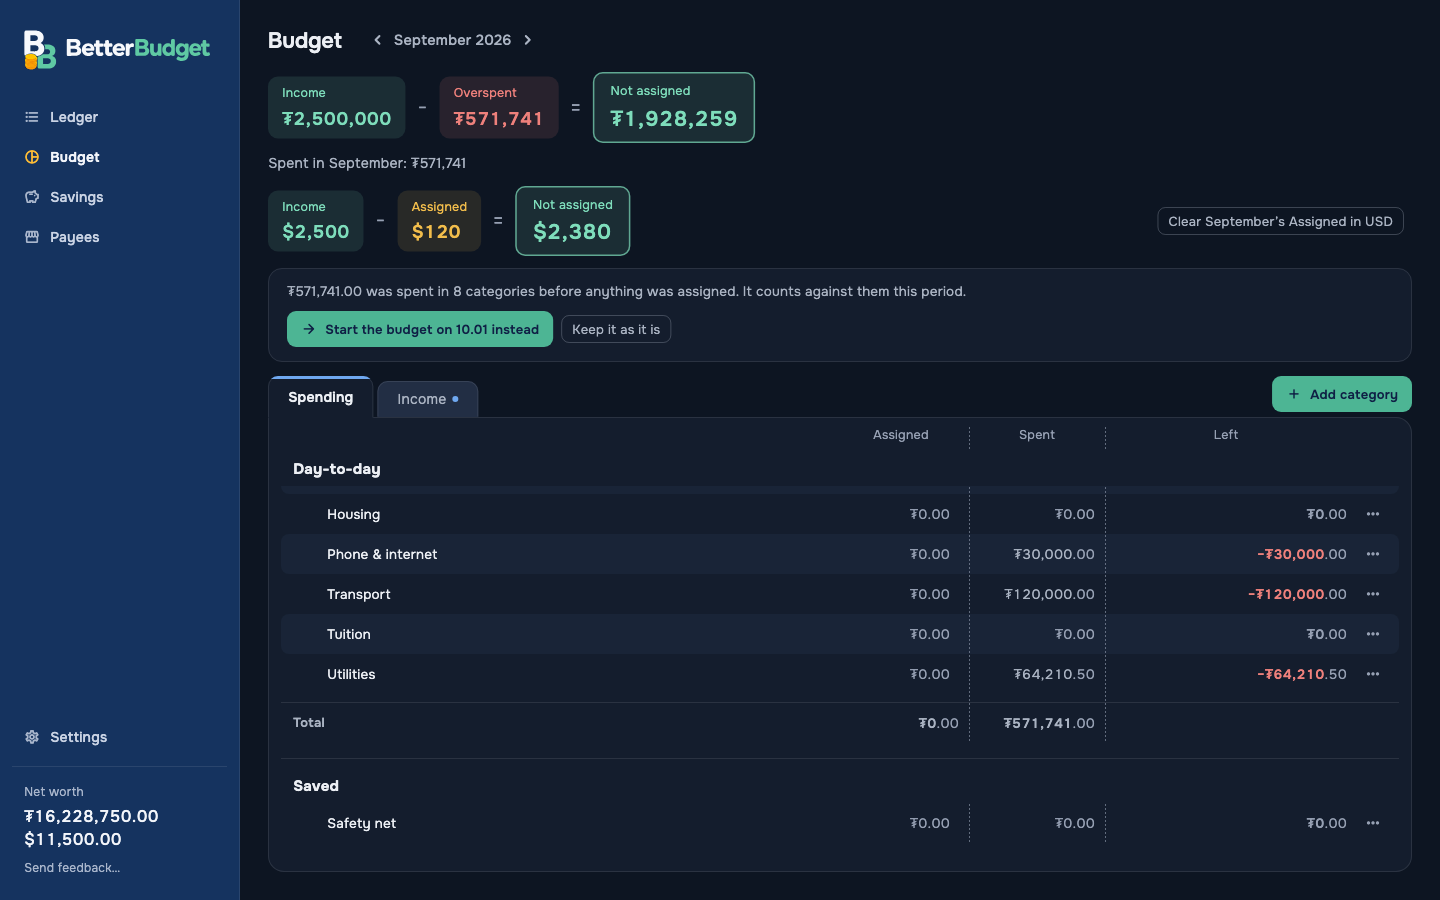 BetterBudget
Ledger
Budget
Savings
Payees
Settings
Net worth
₮16,228,750.00
$11,500.00
Send feedback...
Budget
September 2026
Income
₮2,500,000
-
Overspent
₮571,741
=
Not assigned
₮1,928,259
Spent in September: ₮571,741
Income
$2,500
-
Assigned
$120
=
Not assigned
$2,380
Clear September's Assigned in USD
₮571,741.00 was spent in 8 categories before anything was assigned. It counts against them this period.
→ Start the budget on 10.01 instead
Keep it as it is
Spending
Income
+ Add category
Assigned Spent Left
Day-to-day
Housing ₮0.00 ₮0.00 ₮0.00 •••
Phone & internet ₮0.00 ₮30,000.00 -₮30,000.00 •••
Transport ₮0.00 ₮120,000.00 -₮120,000.00 •••
Tuition ₮0.00 ₮0.00 ₮0.00 •••
Utilities ₮0.00 ₮64,210.50 -₮64,210.50 •••
Total ₮0.00 ₮571,741.00
Saved
Safety net ₮0.00 ₮0.00 ₮0.00 •••